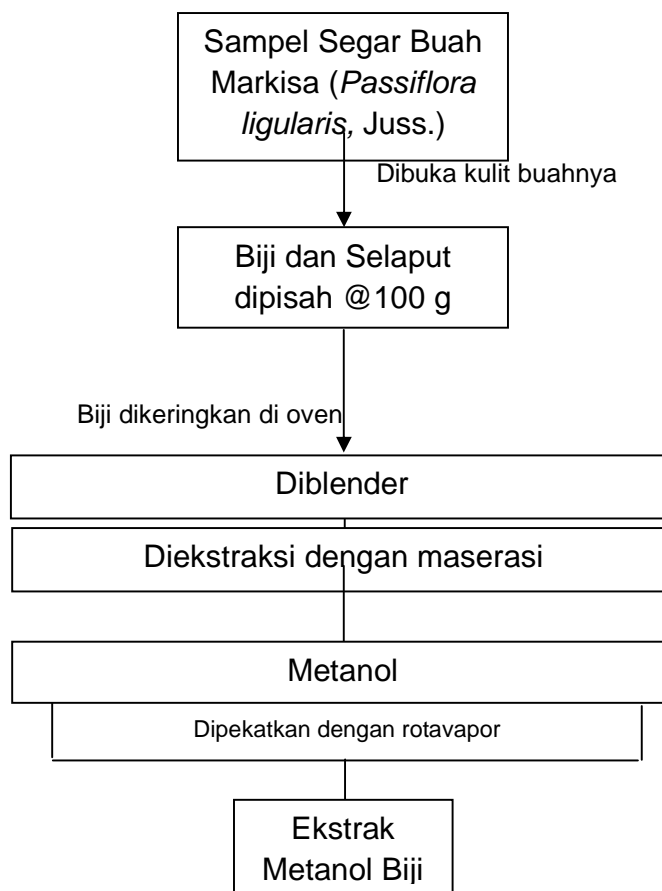 Sampel Segar Buah
Markisa (Passiflora
ligularis, Juss.)
Dibuka kulit buahnya
Biji dan Selaput
dipisah @100 g
Biji dikeringkan di oven
Diblender
Diekstraksi dengan maserasi
Metanol
Dipekatkan dengan rotavapor
Ekstrak
Metanol Biji